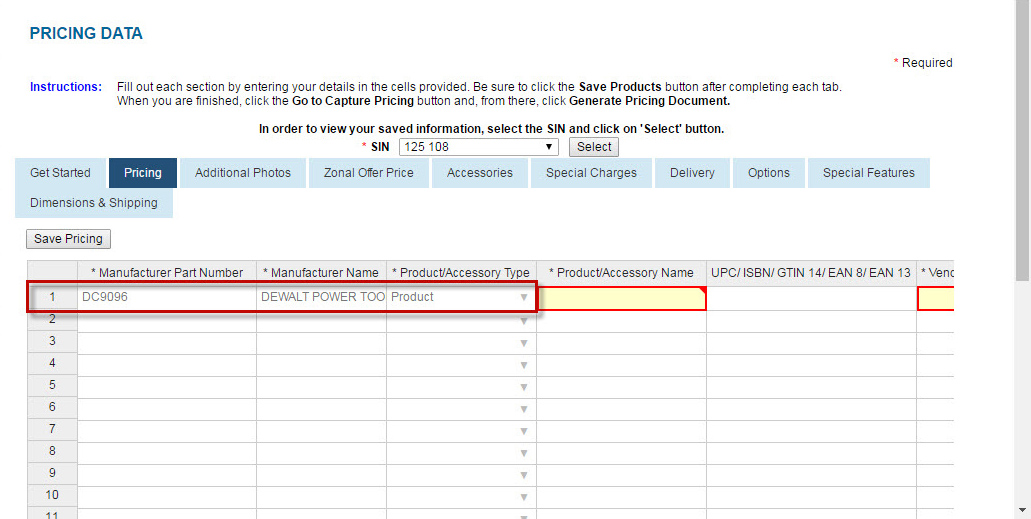 PRICING DATA
* Required
Instructions: Fill out each section by entering your details in the cells provided. Be sure to click the Save Products button after completing each tab.
When you are finished, click the Go to Capture Pricing button and, from there, click Generate Pricing Document.
In order to view your saved information, select the SIN and click on 'Select' button.
* SIN 125 108 Select
Get Started Pricing Additional Photos Zonal Offer Price Accessories Special Charges Delivery Options Special Features
Dimensions & Shipping
Save Pricing
* Manufacturer Part Number * Manufacturer Name * Product/Accessory Type * Product/Accessory Name UPC/ ISBN/ GTIN 14/ EAN 8/ EAN 13 * Venc
1 DC9096 DEWALT POWER TOO Product
2
3
4
5
6
7
8
9
10
11